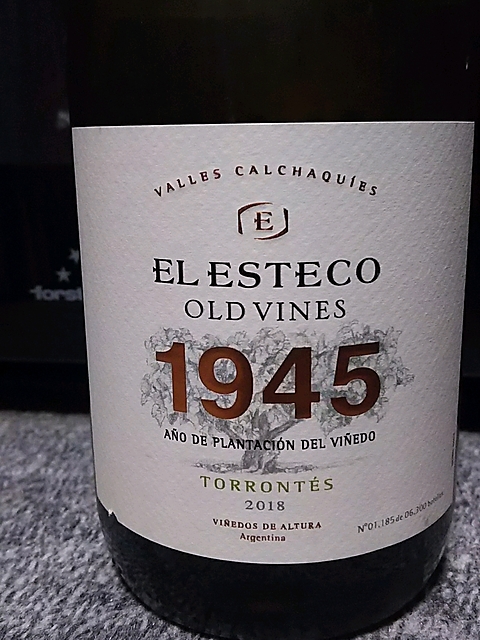 VALLES CALCHAQUÍES
E
EL ESTECO
OLD VINES
1945
AÑO DE PLANTACIÓN DEL VIÑEDO
TORRONTÉS
2018
VIÑEDOS DE ALTURA
Argentina
Nº01,185 de 06,300 botellas